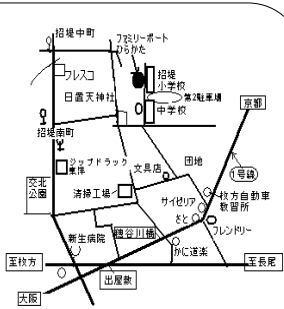 招堤中町
ファミリーポート
ひらかた
フレスコ
招堤
小学校
第2駐車場
中学校
日置天神社
京都
招堤南町
ジップドラッグ
車庫
文具店
団地
1号線
交北
公園
清掃工場
サイゼリア
枚方自動車
教習所
さと
フレンドリー
新生病院
穂谷川橋
かに道楽
至枚方
至長尾
出屋敷
大阪